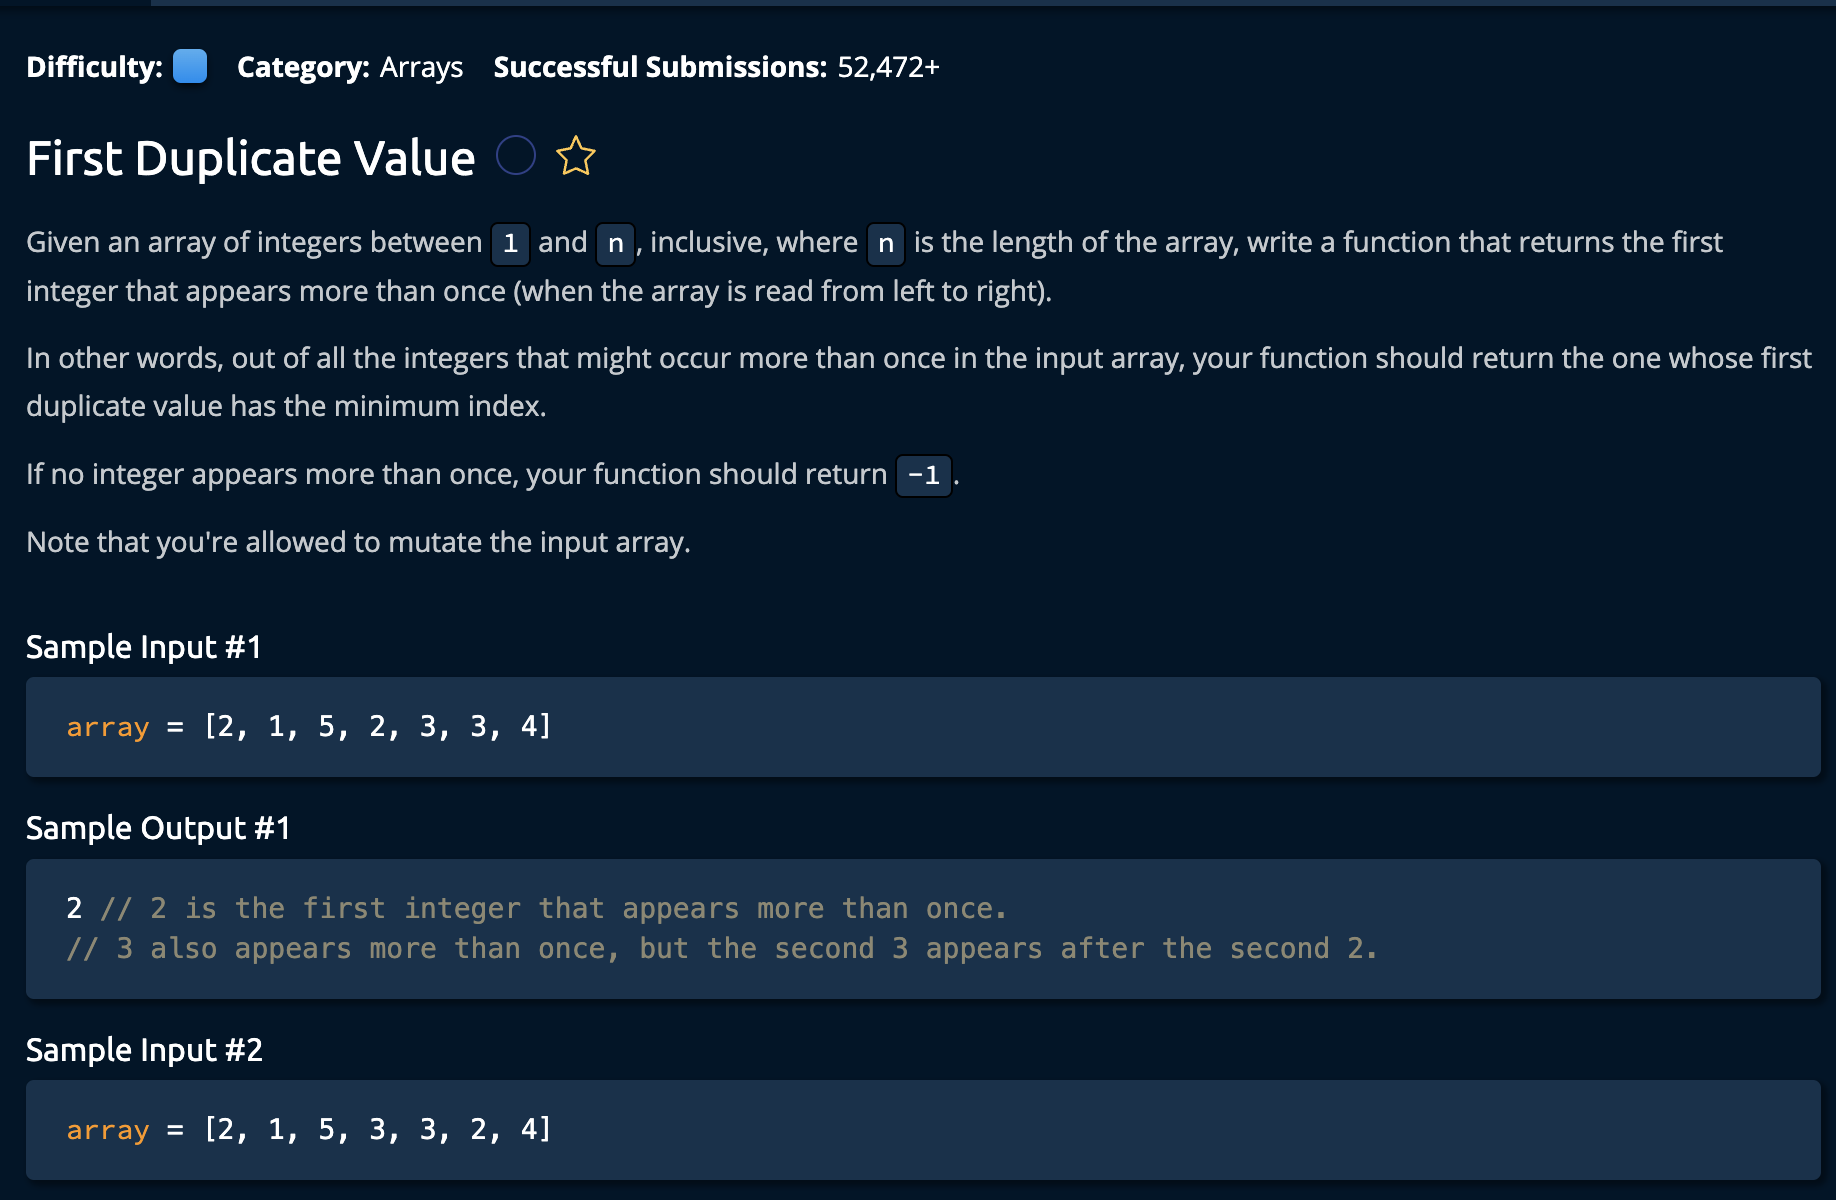 Difficulty: Category: Arrays Successful Submissions: 52,472+
First Duplicate Value
Given an array of integers between 1 and n, inclusive, where n is the length of the array, write a function that returns the first
integer that appears more than once (when the array is read from left to right).
In other words, out of all the integers that might occur more than once in the input array, your function should return the one whose first
duplicate value has the minimum index.
If no integer appears more than once, your function should return -1.
Note that you're allowed to mutate the input array.
Sample Input #1
array = [2, 1, 5, 2, 3, 3, 4]
Sample Output #1
2 // 2 is the first integer that appears more than once.
// 3 also appears more than once, but the second 3 appears after the second 2.
Sample Input #2
array = [2, 1, 5, 3, 3, 2, 4]